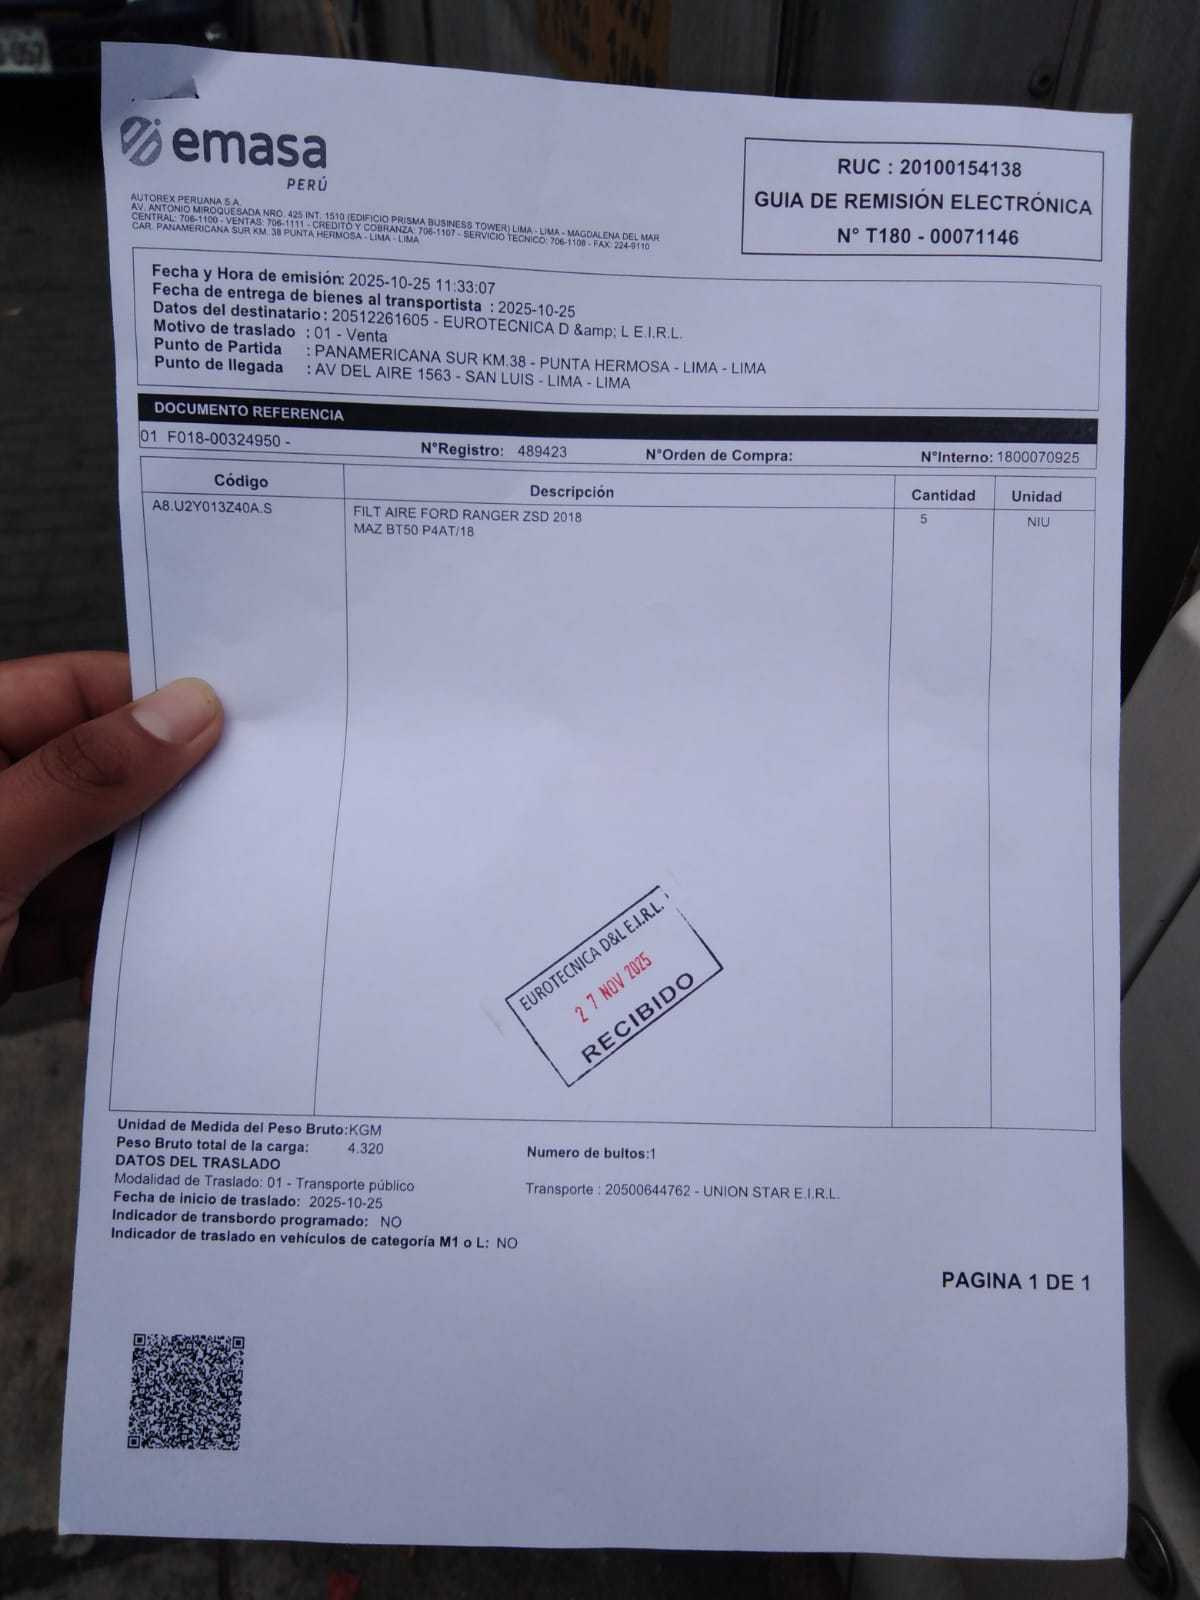 emasa
PERÚ
AUTOREX PERUANA S.A.
AV. ANTONIO MIROQUESADA NRO. 425 INT. 1510 (EDIFICIO PRISMA BUSINESS TOWER) LIMA - LIMA - MAGDALENA DEL MAR
CENTRAL: 706-1100 - VENTAS: 706-1111 - CREDITO Y COBRANZA: 706-1107 - SERVICIO TECNICO: 706-1108 - FAX: 224-9110
CAR. PANAMERICANA SUR KM. 38 PUNTA HERMOSA - LIMA - LIMA
RUC : 20100154138
GUIA DE REMISIÓN ELECTRÓNICA
N° T180 - 00071146
Fecha y Hora de emisión: 2025-10-25 11:33:07
Fecha de entrega de bienes al transportista : 2025-10-25
Datos del destinatario : 20512261605 - EUROTECNICA D &amp; L E.I.R.L.
Motivo de traslado : 01 - Venta
Punto de Partida : PANAMERICANA SUR KM.38 - PUNTA HERMOSA - LIMA - LIMA
Punto de llegada : AV DEL AIRE 1563 - SAN LUIS - LIMA - LIMA
DOCUMENTO REFERENCIA
01 F018-00324950 - N°Registro: 489423 N°Orden de Compra: N°Interno: 1800070925
Código Descripción Cantidad Unidad
A8.U2Y013Z40A.S FILT AIRE FORD RANGER ZSD 2018 5 NIU
MAZ BT50 P4AT/18
EUROTECNICA D&L E.I.R.L.
27 NOV 2025
RECIBIDO
Unidad de Medida del Peso Bruto:KGM
Peso Bruto total de la carga: 4.320 Numero de bultos:1
DATOS DEL TRASLADO
Modalidad de Traslado: 01 - Transporte público Transporte : 20500644762 - UNION STAR E.I.R.L.
Fecha de inicio de traslado: 2025-10-25
Indicador de transbordo programado: NO
Indicador de traslado en vehículos de categoría M1 o L: NO
PAGINA 1 DE 1